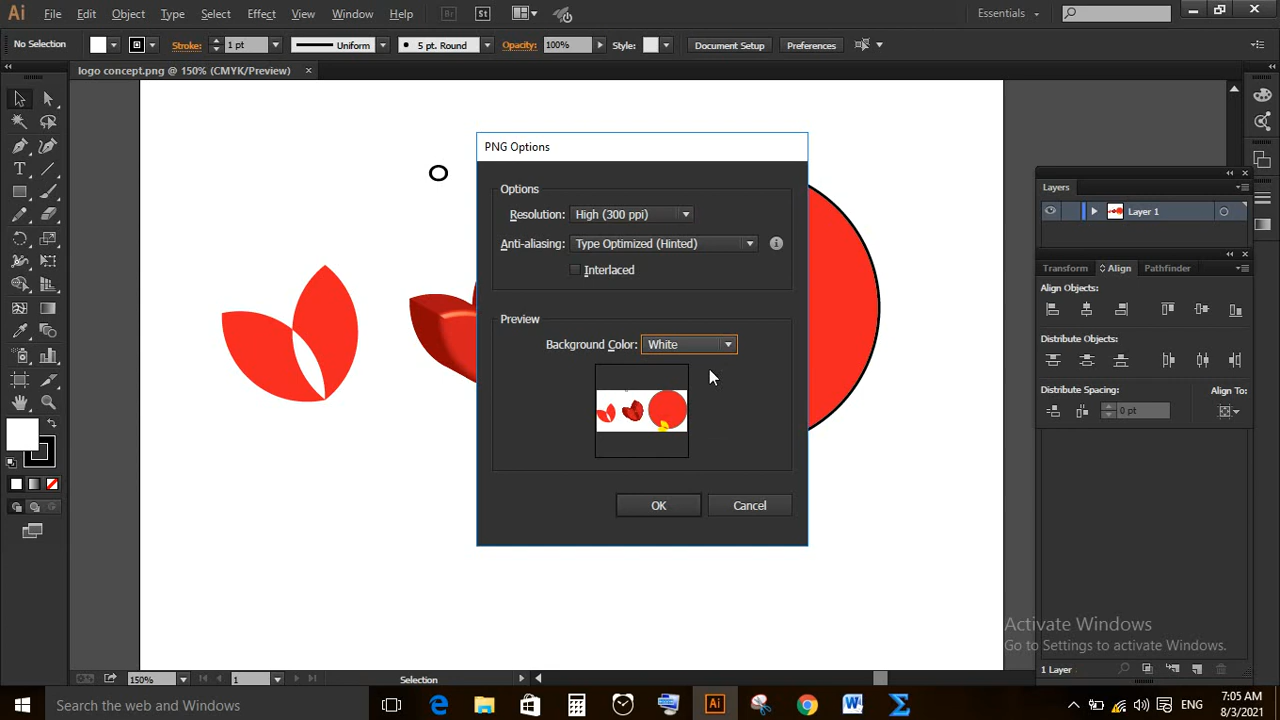 Ai File Edit Object Type Select Effect View Window Help Br St Essentials
No Selection Stroke: 1 pt Uniform 5 pt. Round Opacity: 100% Style: Document Setup Preferences
logo concept.png @ 150% (CMYK/Preview) ×
PNG Options
Options
Resolution: High (300 ppi)
Anti-aliasing: Type Optimized (Hinted)
Interlaced
Preview
Background Color: White
OK Cancel
Layers
Layer 1
Transform Align Pathfinder
Align Objects:
Distribute Objects:
Distribute Spacing: Align To:
0 pt
Activate Windows
Go to Settings to activate Windows.
1 Layer
150% 1 Selection
Search the web and Windows
ENG
7:05 AM
8/3/2021